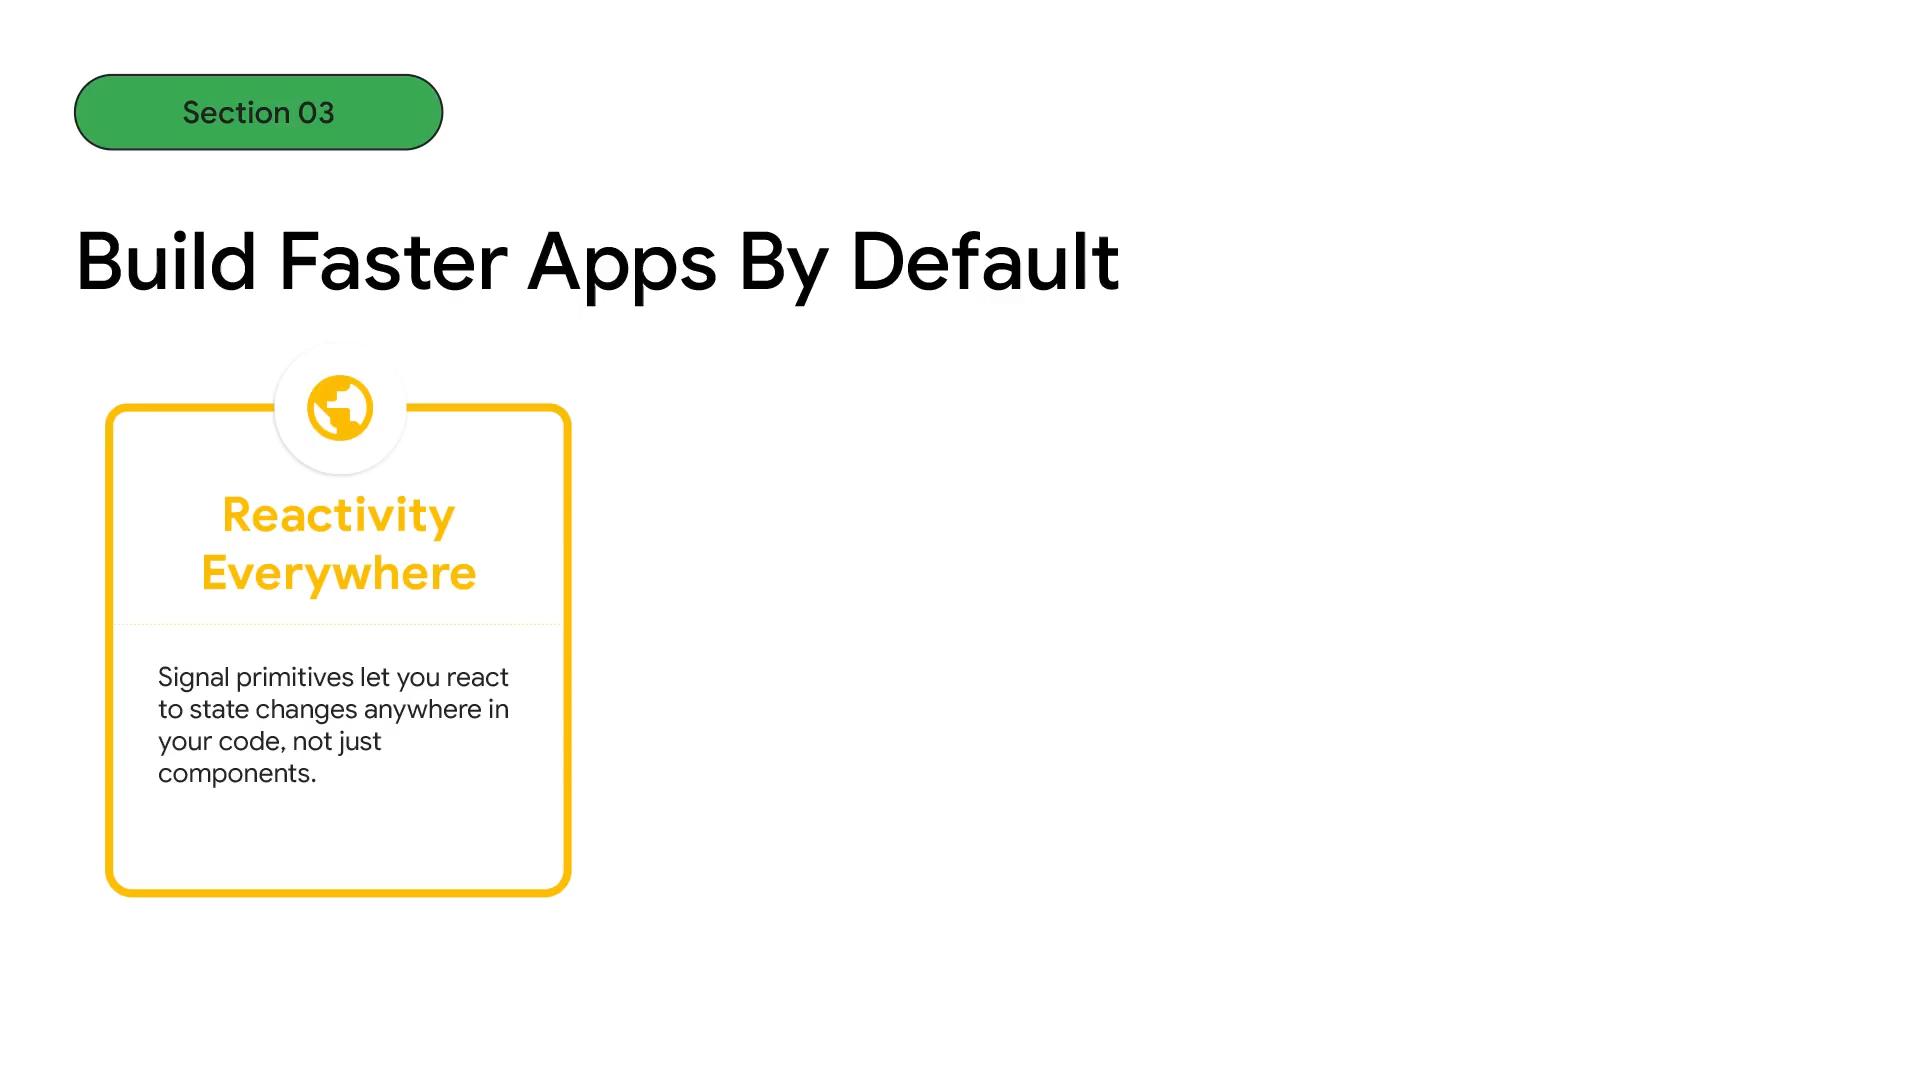 Section 03
Build Faster Apps By Default
Reactivity
Everywhere
Signal primitives let you react
to state changes anywhere in
your code, not just
components.